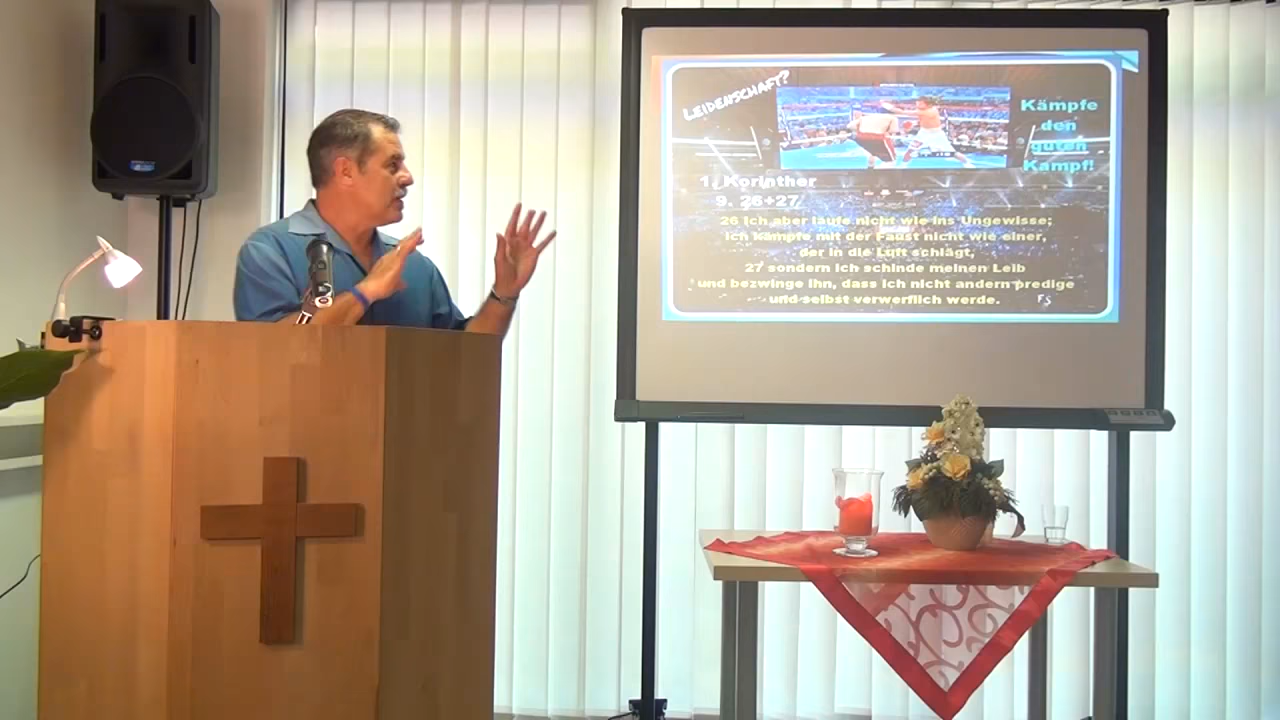 LEIDENSCHAFT?
Kämpfe
den
guten
Kampf!
1. Korinther
9. 26+27
26 Ich aber laufe nicht wie ins Ungewisse;
ich kämpfe mit der Faust nicht wie einer,
der in die Luft schlägt,
27 sondern ich schinde meinen Leib
und bezwinge ihn, dass ich nicht andern predige
und selbst verwerflich werde.
FS